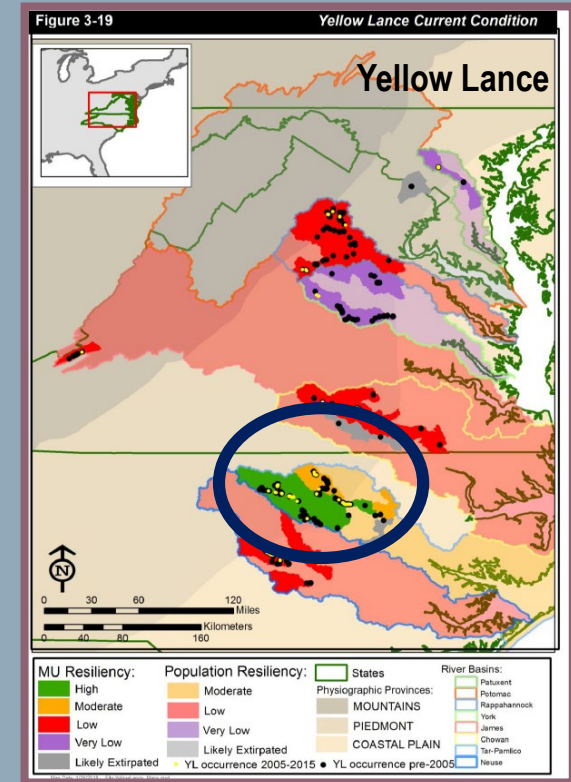 Figure 3-19 Yellow Lance Current Condition
Yellow Lance
N
0 30 60 120
Miles
Kilometers
0 40 80 160
MU Resiliency:
High
Moderate
Low
Very Low
Likely Extirpated
Population Resiliency:
Moderate
Low
Very Low
Likely Extirpated
YL occurrence 2005-2015
YL occurrence pre-2005
States
Physiographic Provinces:
MOUNTAINS
PIEDMONT
COASTAL PLAIN
River Basins:
Patuxent
Potomac
Rappahannock
York
James
Chowan
Tar-Pamlico
Neuse